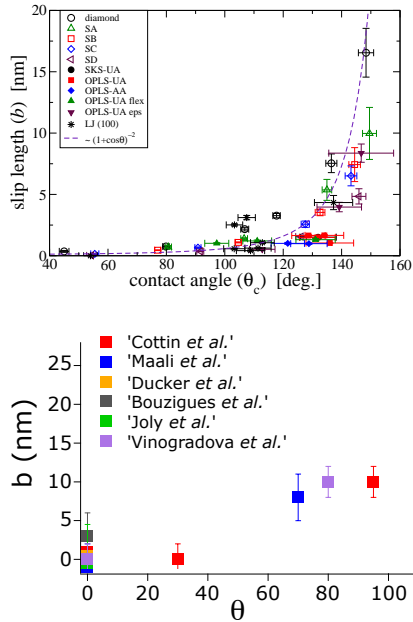 20
15
10
5
0
slip length (b) [nm]
diamond
SA
SB
SC
SD
SKS-UA
OPLS-UA
OPLS-AA
OPLS-UA flex
OPLS-UA eps
LJ (100)
~ (1+cosθ)⁻²
40 60 80 100 120 140 160
contact angle (θc) [deg.]
'Cottin et al.'
'Maali et al.'
'Ducker et al.'
'Bouzigues et al.'
'Joly et al.'
'Vinogradova et al.'
25
20
15
10
5
0
b (nm)
0 20 40 60 80 100
θ